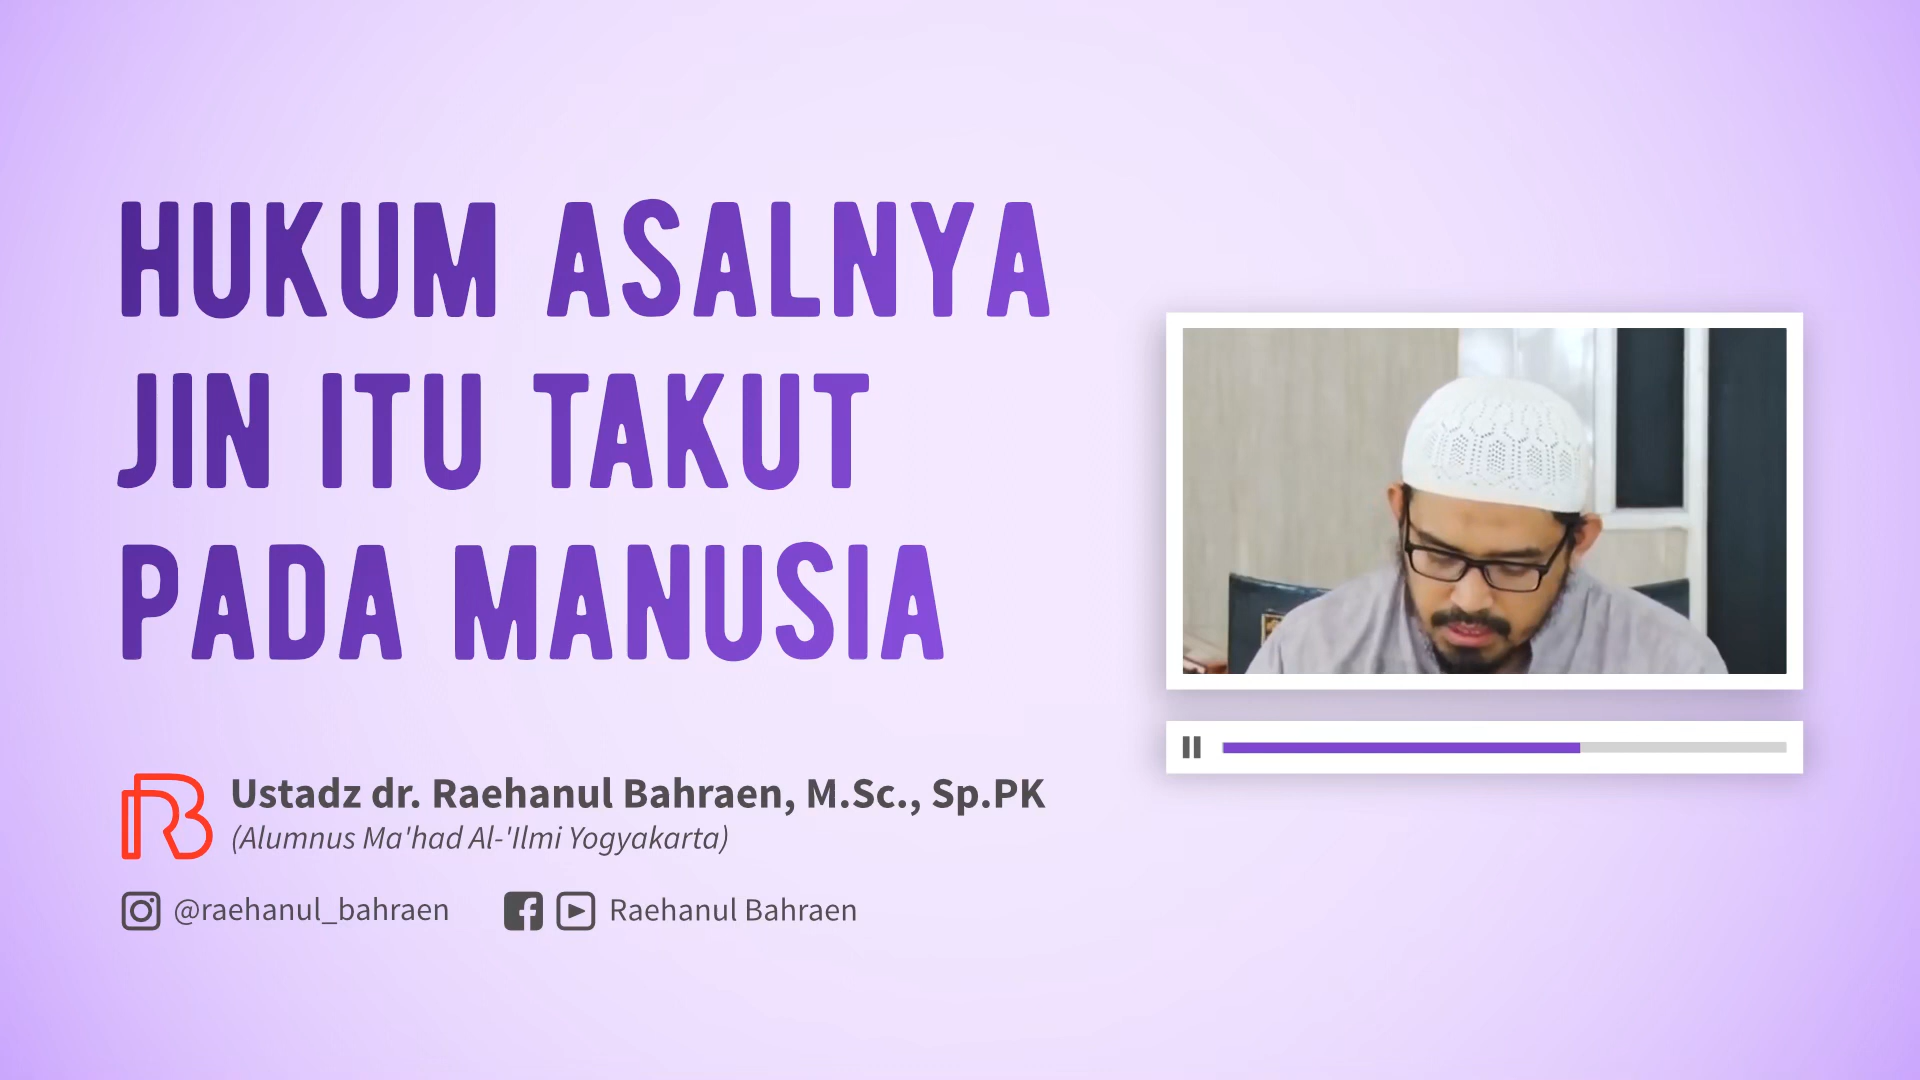 HUKUM ASALNYA
JIN ITU TAKUT
PADA MANUSIA
Ustadz dr. Raehanul Bahraen, M.Sc., Sp.PK
(Alumnus Ma'had Al-'Ilmi Yogyakarta)
@raehanul_bahraen Raehanul Bahraen